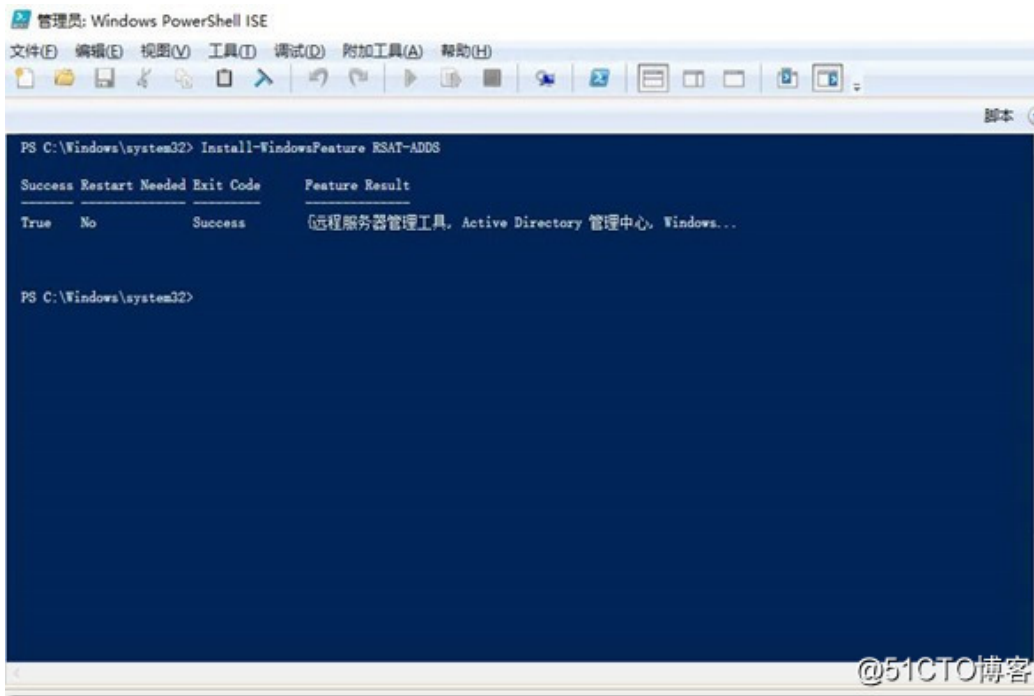 管理员: Windows PowerShell ISE
文件(F) 编辑(E) 视图(V) 工具(T) 调试(D) 附加工具(A) 帮助(H)
脚本
PS C:\Windows\system32> Install-WindowsFeature RSAT-ADDS
Success Restart Needed Exit Code Feature Result
------- -------------- --------- --------------
True No Success {远程服务器管理工具, Active Directory 管理中心, Windows...
PS C:\Windows\system32>
@51CTO博客